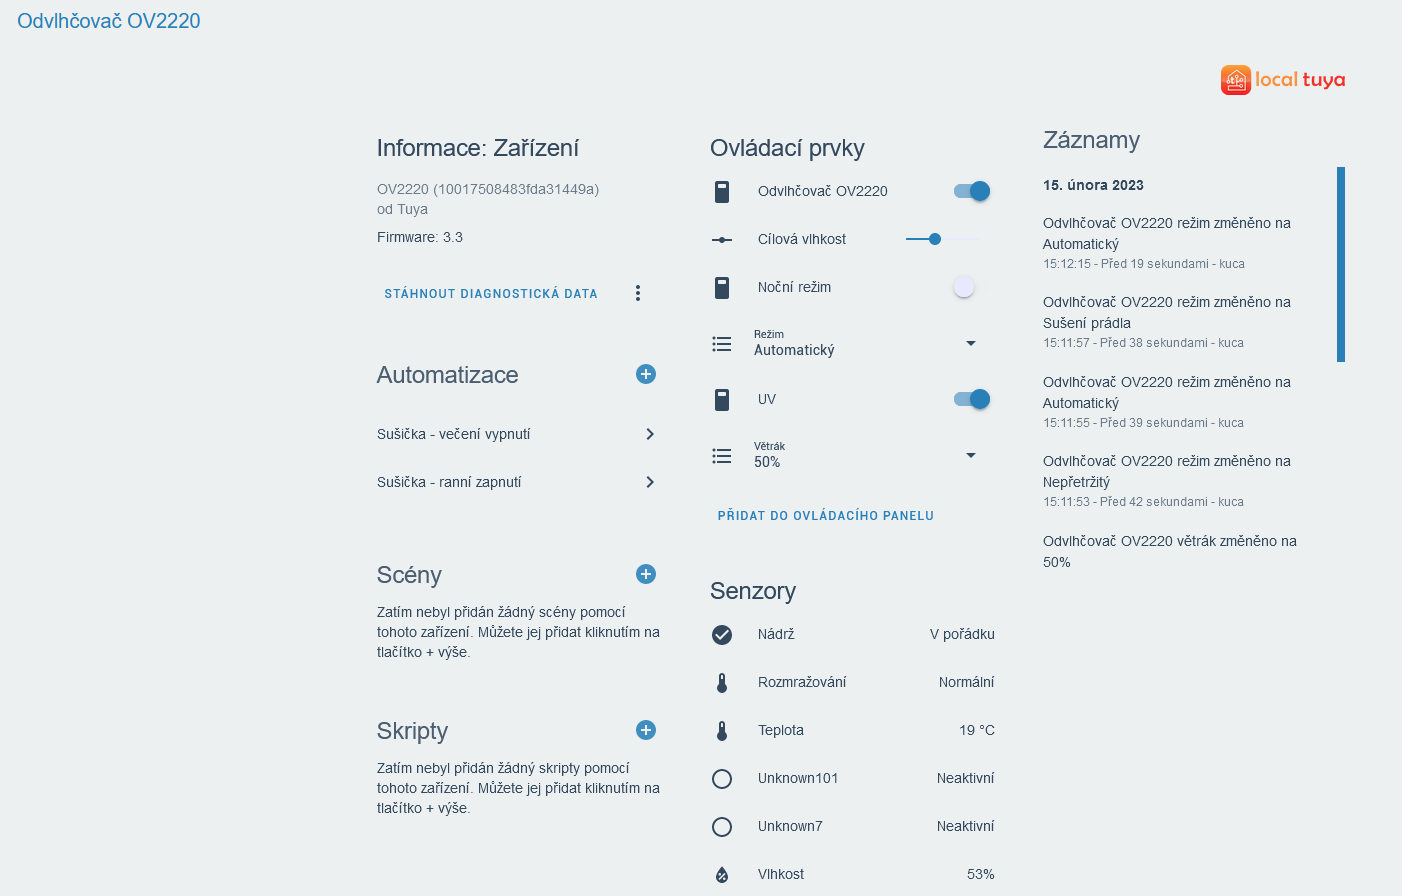 Odvlhčovač OV2220
local tuya
Informace: Zařízení
OV2220 (10017508483fda31449a)
od Tuya
Firmware: 3.3
STÁHNOUT DIAGNOSTICKÁ DATA
Automatizace
Sušička - večení vypnutí
Sušička - ranní zapnutí
Scény
Zatím nebyl přidán žádný scény pomocí
tohoto zařízení. Můžete jej přidat kliknutím na
tlačítko + výše.
Skripty
Zatím nebyl přidán žádný skripty pomocí
tohoto zařízení. Můžete jej přidat kliknutím na
tlačítko + výše.
Ovládací prvky
Odvlhčovač OV2220
Cílová vlhkost
Noční režim
Režim
Automatický
UV
Větrák
50%
PŘIDAT DO OVLÁDACÍHO PANELU
Senzory
Nádrž V pořádku
Rozmražování Normální
Teplota 19 °C
Unknown101 Neaktivní
Unknown7 Neaktivní
Vlhkost 53%
Záznamy
15. února 2023
Odvlhčovač OV2220 režim změněno na
Automatický
15:12:15 - Před 19 sekundami - kuca
Odvlhčovač OV2220 režim změněno na
Sušení prádla
15:11:57 - Před 38 sekundami - kuca
Odvlhčovač OV2220 režim změněno na
Automatický
15:11:55 - Před 39 sekundami - kuca
Odvlhčovač OV2220 režim změněno na
Nepřetržitý
15:11:53 - Před 42 sekundami - kuca
Odvlhčovač OV2220 větrák změněno na
50%